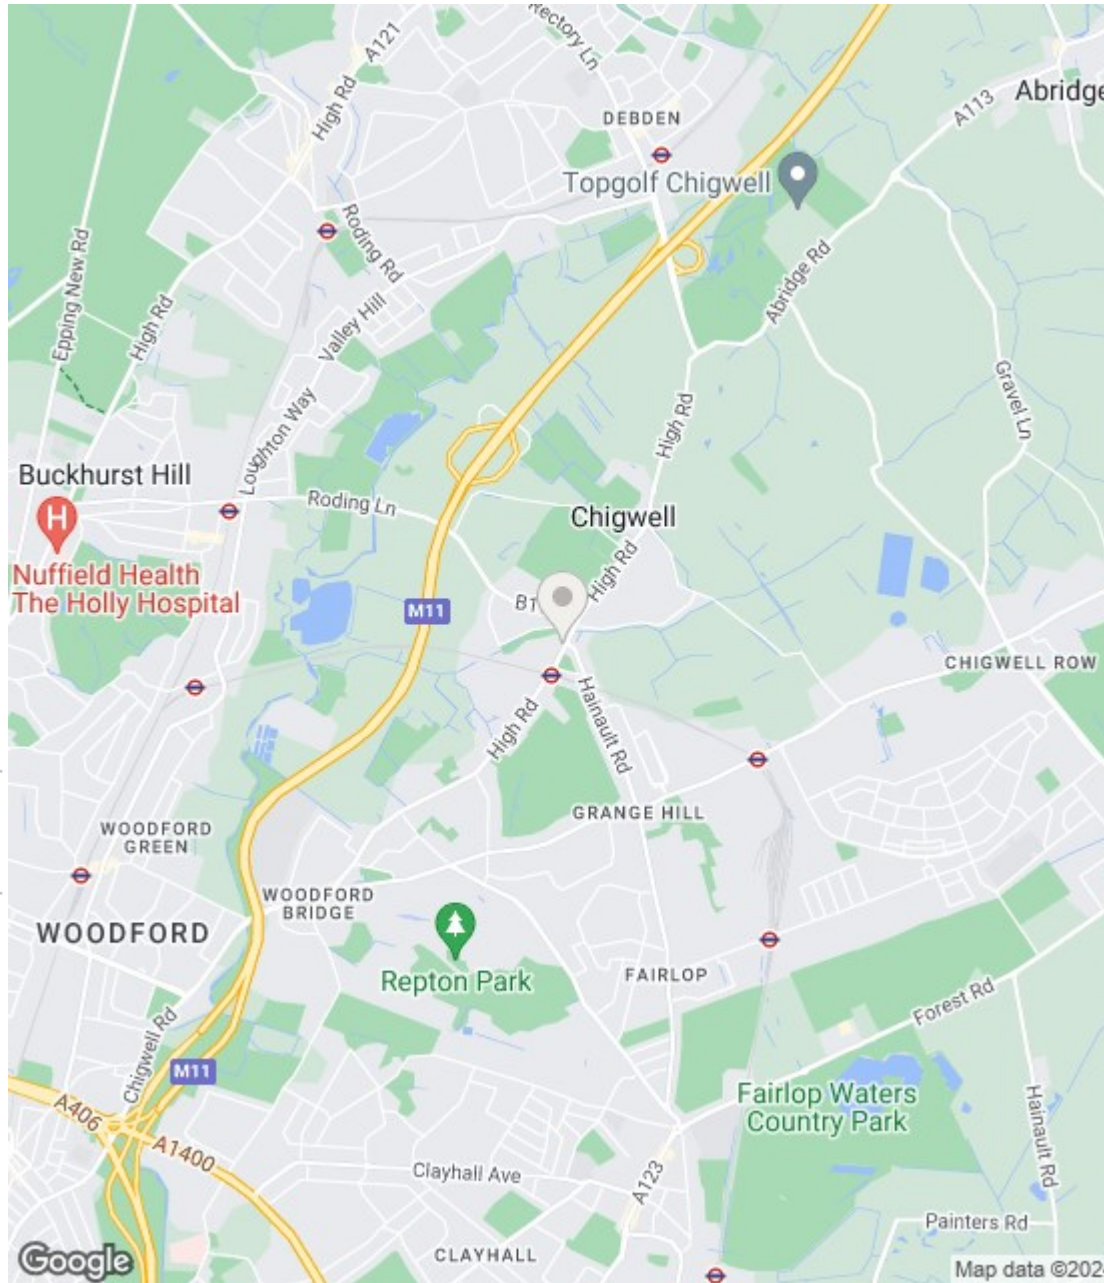 Rectory Ln
A121
High Rd
DEBDEN
Abridge
A113
Topgolf Chigwell
Roding Rd
Epping New Rd
High Rd
Valley Hill
Abridge Rd
Gravel Ln
Loughton Way
High Rd
Buckhurst Hill
Roding Ln
Chigwell
H
Nuffield Health
The Holly Hospital
High Rd
M11
CHIGWELL ROW
Hainault Rd
High Rd
GRANGE HILL
WOODFORD
GREEN
WOODFORD
BRIDGE
WOODFORD
Repton Park
FAIRLOP
Forest Rd
Chigwell Rd
M11
Fairlop Waters
Country Park
A406
A1400
Hainault Rd
Clayhall Ave
A123
Painters Rd
CLAYHALL
Google
Map data ©202